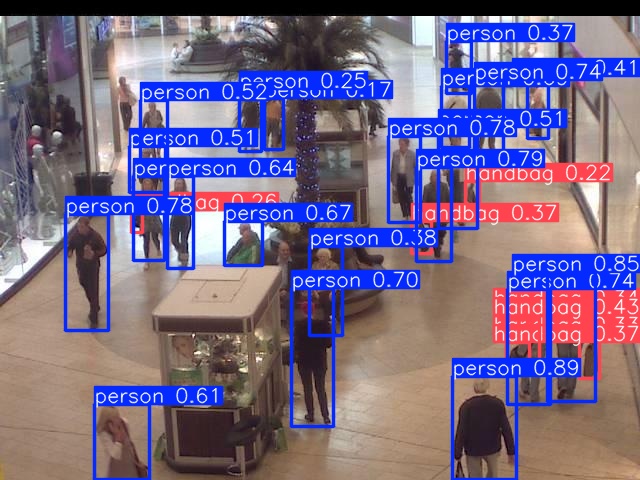 person 0.37
person 0.74
0.41
person 0.25
person 0.52
0.17
person 0.78
0.51
person 0.51
person 0.79
person 0.64
handbag 0.22
person 0.78
bag 0.26
person 0.67
handbag 0.37
person 0.38
person 0.85
person 0.70
person 0.74
handbag 0.43
handbag 0.37
person 0.89
person 0.61